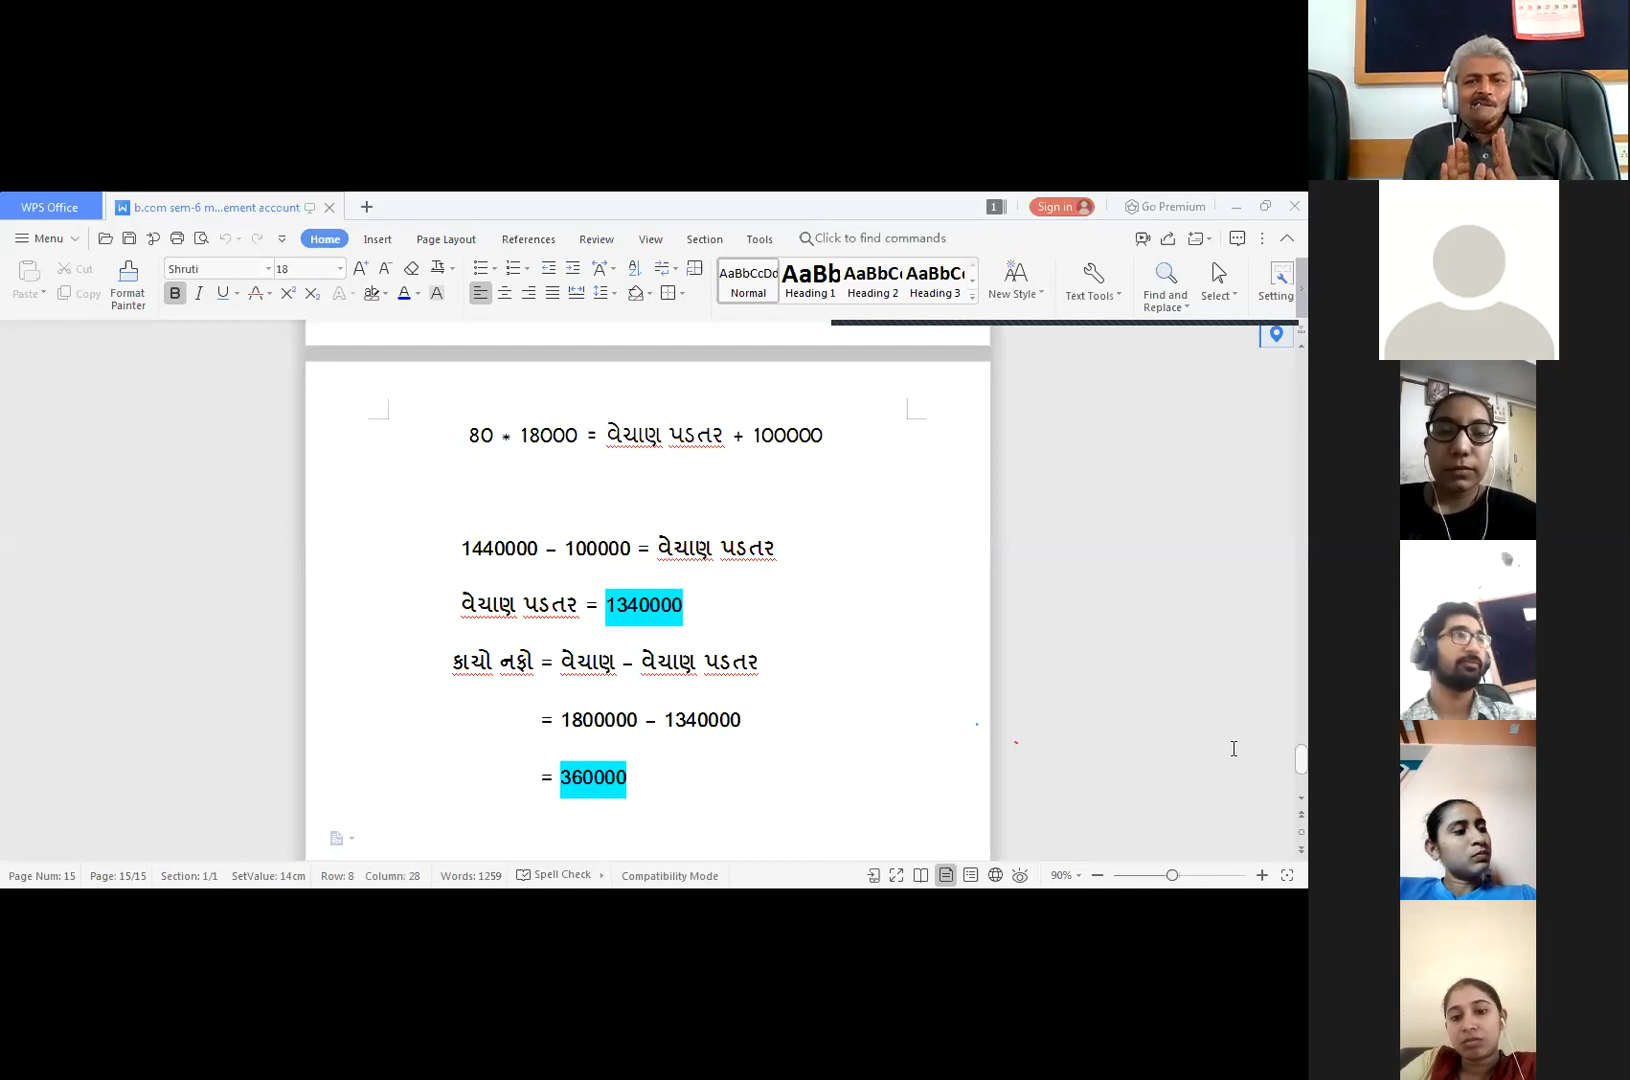 WPS Office
b.com sem-6 m...ement account
1
Sign in
Go Premium
Menu
Home
Insert
Page Layout
References
Review
View
Section
Tools
Click to find commands
Paste
Cut
Copy
Format Painter
Shruti
18
AaBbCcDd
Normal
AaBb
Heading 1
AaBbC
Heading 2
AaBbC
Heading 3
New Style
Text Tools
Find and Replace
Select
Setting
80 * 18000 = વેચાણ પડતર + 100000
1440000 – 100000 = વેચાણ પડતર
વેચાણ પડતર = 1340000
કાચો નફો = વેચાણ – વેચાણ પડતર
= 1800000 – 1340000
= 360000
Page Num: 15
Page: 15/15
Section: 1/1
SetValue: 14cm
Row: 8
Column: 28
Words: 1259
Spell Check
Compatibility Mode
90%